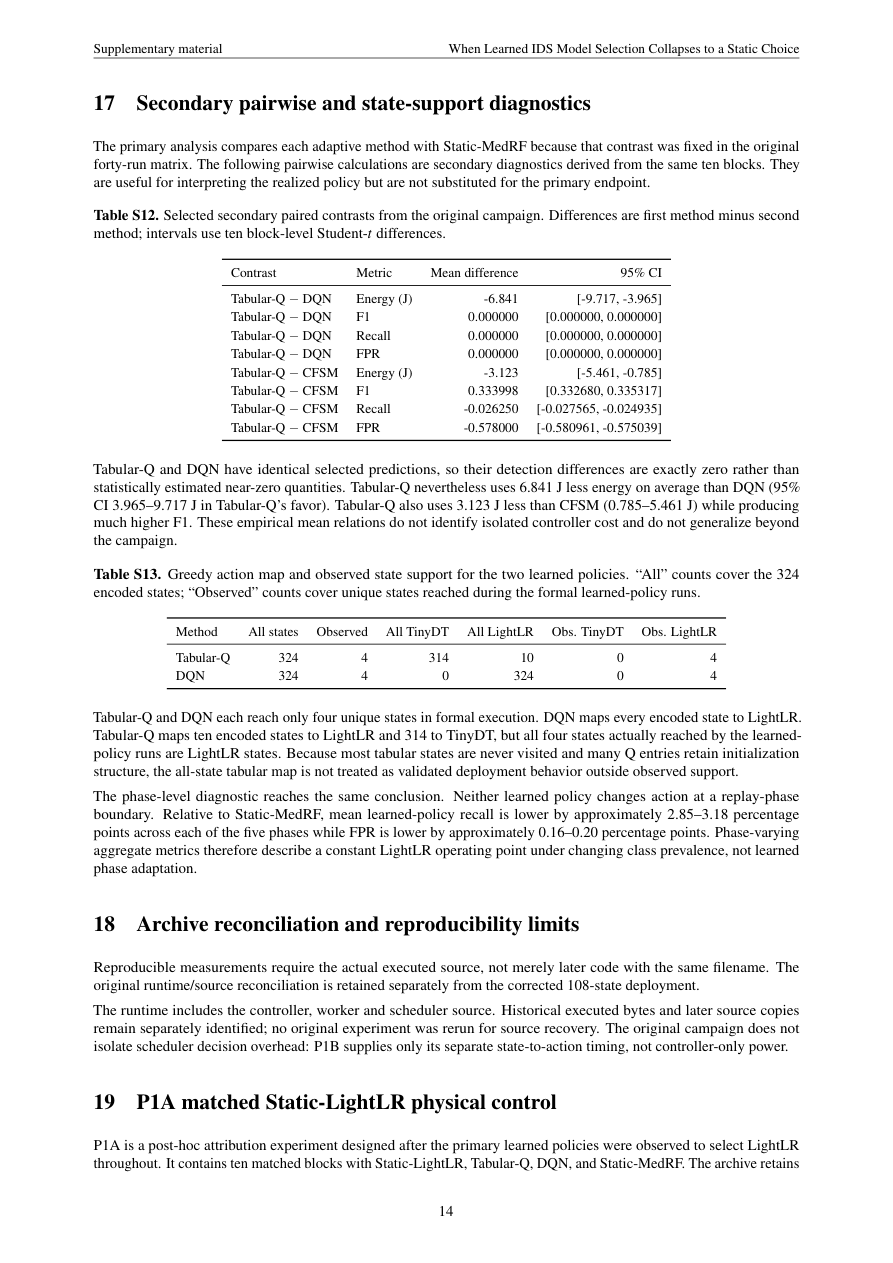 Supplementary material When Learned IDS Model Selection Collapses to a Static Choice
17 Secondary pairwise and state-support diagnostics
The primary analysis compares each adaptive method with Static-MedRF because that contrast was fixed in the original
forty-run matrix. The following pairwise calculations are secondary diagnostics derived from the same ten blocks. They
are useful for interpreting the realized policy but are not substituted for the primary endpoint.
Table S12. Selected secondary paired contrasts from the original campaign. Differences are first method minus second
method; intervals use ten block-level Student-t differences.
Contrast Metric Mean difference 95% CI
Tabular-Q − DQN Energy (J) -6.841 [-9.717, -3.965]
Tabular-Q − DQN F1 0.000000 [0.000000, 0.000000]
Tabular-Q − DQN Recall 0.000000 [0.000000, 0.000000]
Tabular-Q − DQN FPR 0.000000 [0.000000, 0.000000]
Tabular-Q − CFSM Energy (J) -3.123 [-5.461, -0.785]
Tabular-Q − CFSM F1 0.333998 [0.332680, 0.335317]
Tabular-Q − CFSM Recall -0.026250 [-0.027565, -0.024935]
Tabular-Q − CFSM FPR -0.578000 [-0.580961, -0.575039]
Tabular-Q and DQN have identical selected predictions, so their detection differences are exactly zero rather than
statistically estimated near-zero quantities. Tabular-Q nevertheless uses 6.841 J less energy on average than DQN (95%
CI 3.965–9.717 J in Tabular-Q's favor). Tabular-Q also uses 3.123 J less than CFSM (0.785–5.461 J) while producing
much higher F1. These empirical mean relations do not identify isolated controller cost and do not generalize beyond
the campaign.
Table S13. Greedy action map and observed state support for the two learned policies. “All” counts cover the 324
encoded states; “Observed” counts cover unique states reached during the formal learned-policy runs.
Method All states Observed All TinyDT All LightLR Obs. TinyDT Obs. LightLR
Tabular-Q 324 4 314 10 0 4
DQN 324 4 0 324 0 4
Tabular-Q and DQN each reach only four unique states in formal execution. DQN maps every encoded state to LightLR.
Tabular-Q maps ten encoded states to LightLR and 314 to TinyDT, but all four states actually reached by the learned-
policy runs are LightLR states. Because most tabular states are never visited and many Q entries retain initialization
structure, the all-state tabular map is not treated as validated deployment behavior outside observed support.
The phase-level diagnostic reaches the same conclusion. Neither learned policy changes action at a replay-phase
boundary. Relative to Static-MedRF, mean learned-policy recall is lower by approximately 2.85–3.18 percentage
points across each of the five phases while FPR is lower by approximately 0.16–0.20 percentage points. Phase-varying
aggregate metrics therefore describe a constant LightLR operating point under changing class prevalence, not learned
phase adaptation.
18 Archive reconciliation and reproducibility limits
Reproducible measurements require the actual executed source, not merely later code with the same filename. The
original runtime/source reconciliation is retained separately from the corrected 108-state deployment.
The runtime includes the controller, worker and scheduler source. Historical executed bytes and later source copies
remain separately identified; no original experiment was rerun for source recovery. The original campaign does not
isolate scheduler decision overhead: P1B supplies only its separate state-to-action timing, not controller-only power.
19 P1A matched Static-LightLR physical control
P1A is a post-hoc attribution experiment designed after the primary learned policies were observed to select LightLR
throughout. It contains ten matched blocks with Static-LightLR, Tabular-Q, DQN, and Static-MedRF. The archive retains
14